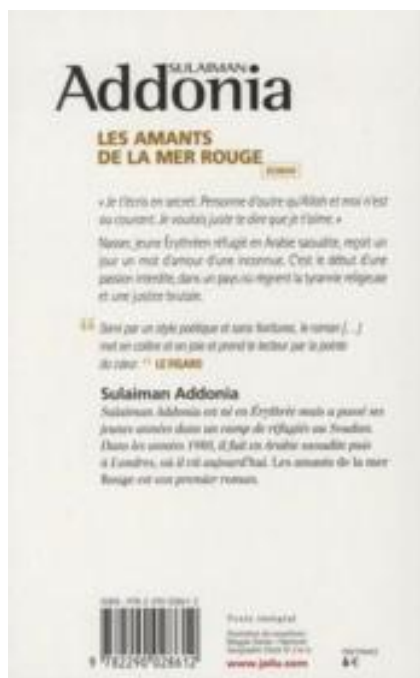 SULAIMAN
Addonia
LES AMANTS
DE LA MER ROUGE
ROMAN
« Je t'écris en secret. Personne d'autre qu'Allah et moi n'est
au courant. Je voulais juste te dire que je t'aime. »
Nasser, jeune Érythréen réfugié en Arabie saoudite, reçoit un
jour un mot d'amour d'une inconnue. C'est le début d'une
passion interdite, dans un pays où règnent la tyrannie religieuse
et une justice brutale.
“ Servi par un style poétique et sans fioritures, le roman [...]
met en colère et en joie et prend le lecteur par la pointe
du cœur. ” LE FIGARO
Sulaiman Addonia
Sulaiman Addonia est né en Érythrée mais a passé ses
jeunes années dans un camp de réfugiés au Soudan.
Dans les années 1980, il fuit en Arabie saoudite puis
à Londres, où il vit aujourd'hui. Les amants de la mer
Rouge est son premier roman.
Texte intégral
www.jailu.com
6 €
9 782290 028612